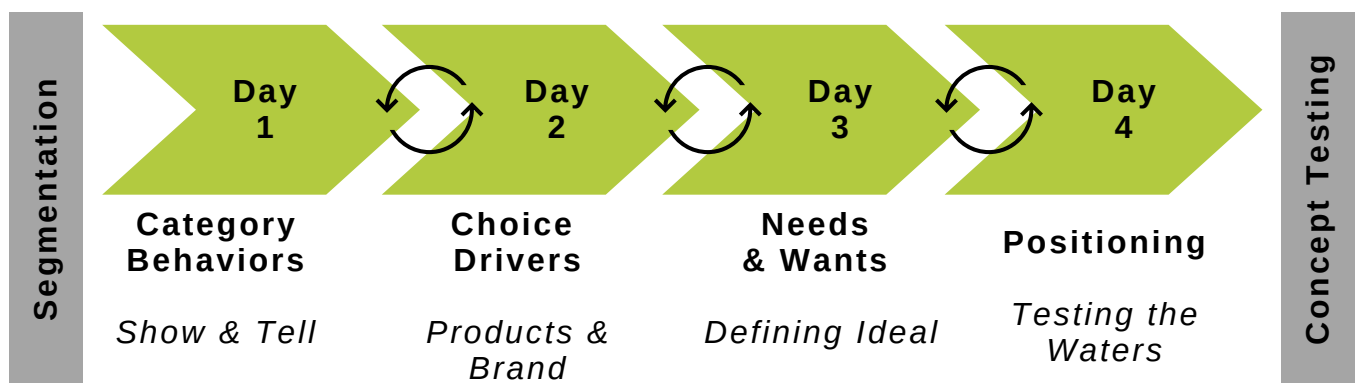 Segmentation
Day
1
Category
Behaviors
Show & Tell
Day
2
Choice
Drivers
Products &
Brand
Day
3
Needs
& Wants
Defining Ideal
Day
4
Positioning
Testing the
Waters
Concept Testing